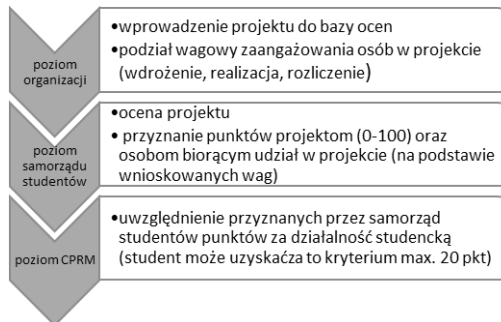 poziom
organizacji
•wprowadzenie projektu do bazy ocen
•podział wagowy zaangażowania osób w projekcie
(wdrożenie, realizacja, rozliczenie)
poziom
samorządu
studentów
•ocena projektu
• przyznanie punktów projektom (0-100) oraz
osobom biorącym udział w projekcie (na podstawie
wnioskowanych wag)
poziom CPRM
•uwzględnienie przyznanych przez samorząd
studentów punktów za działalność studencką
(student może uzyskaćza to kryterium max. 20 pkt)